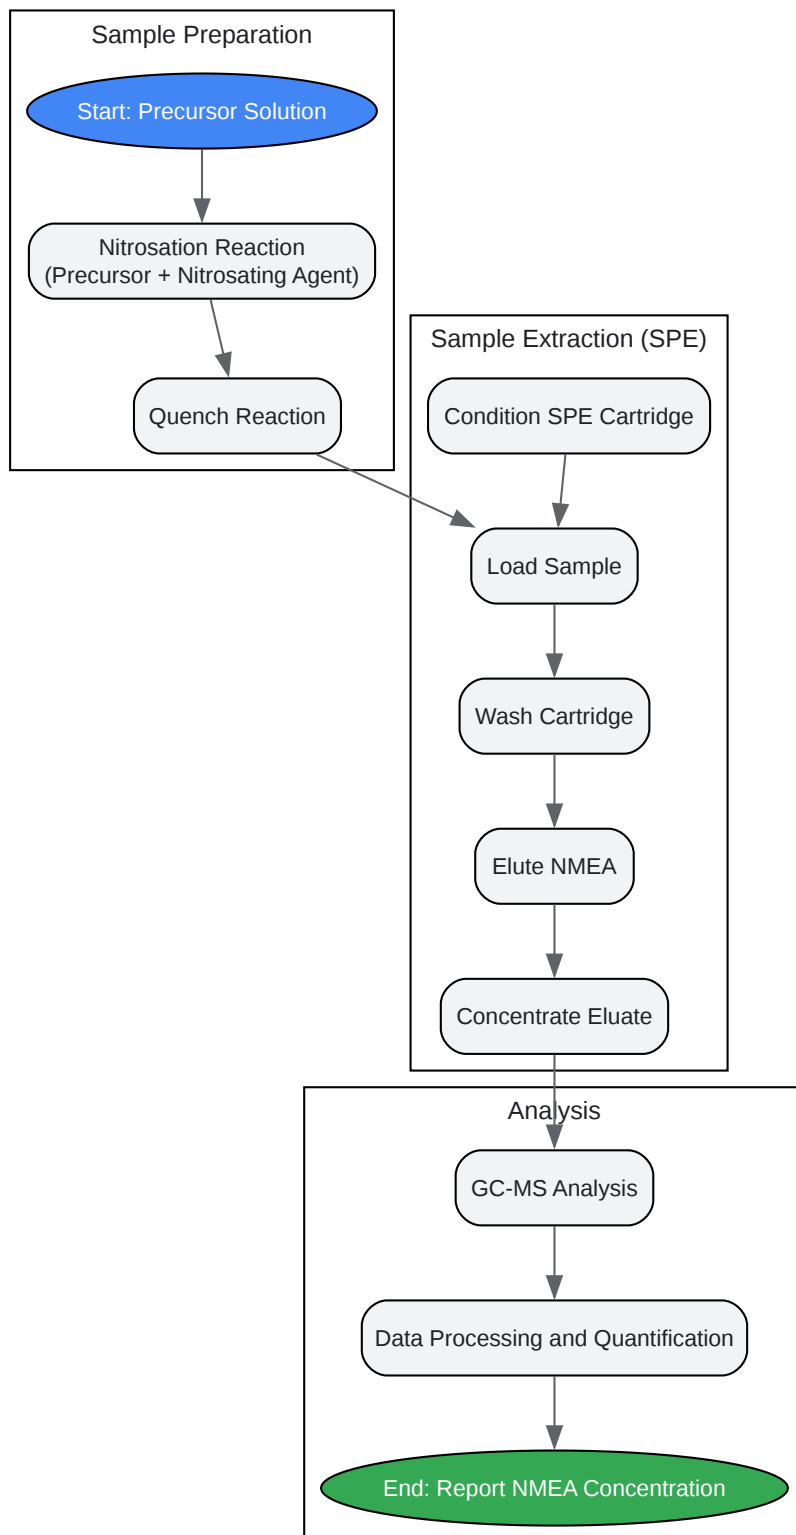 Sample Preparation
Start: Precursor Solution
Nitrosation Reaction
(Precursor + Nitrosating Agent)
Quench Reaction
Sample Extraction (SPE)
Condition SPE Cartridge
Load Sample
Wash Cartridge
Elute NMEA
Concentrate Eluate
Analysis
GC-MS Analysis
Data Processing and Quantification
End: Report NMEA Concentration